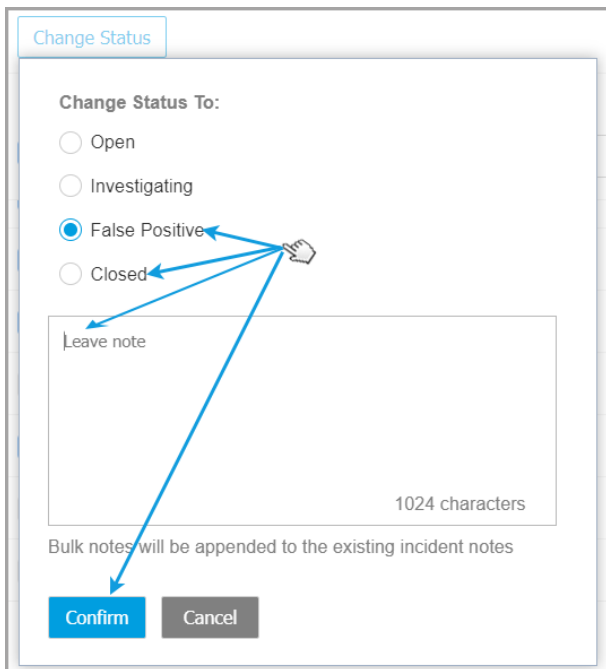 Change Status
Change Status To:
Open
Investigating
False Positive
Closed
Leave note
1024 characters
Bulk notes will be appended to the existing incident notes
Confirm Cancel